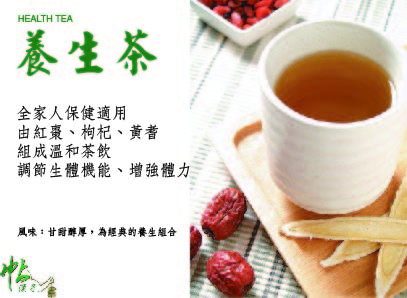 HEALTH TEA
養生茶
全家人保健適用
由紅棗、枸杞、黃耆
組成溫和茶飲
調節生體機能、增強體力
風味：甘甜醇厚，為經典的養生組合